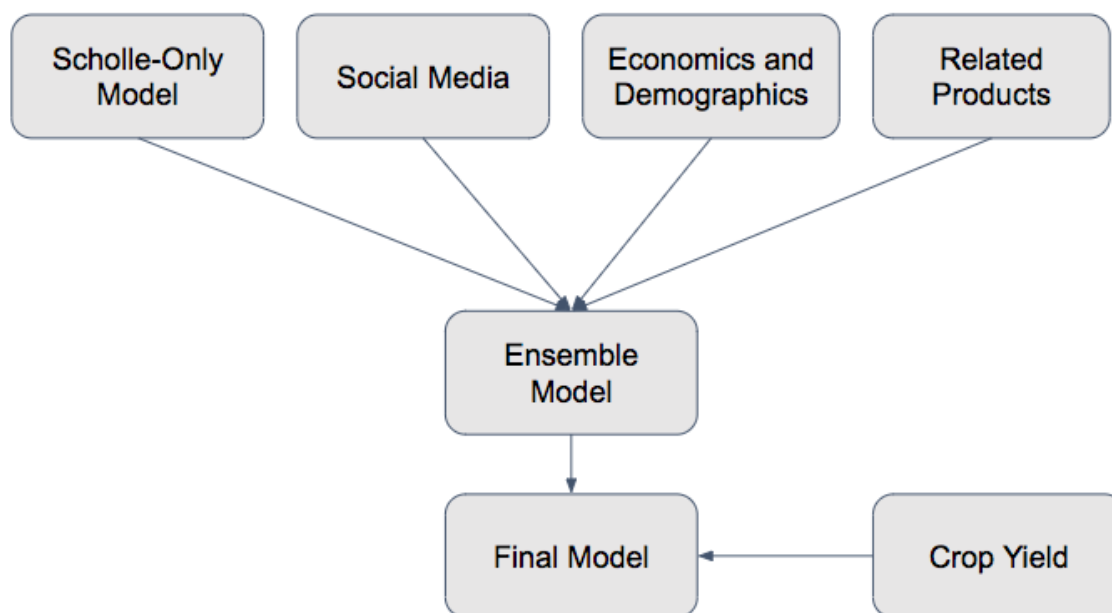 Scholle-Only
Model
Social Media
Economics and
Demographics
Related
Products
Ensemble
Model
Final Model
Crop Yield